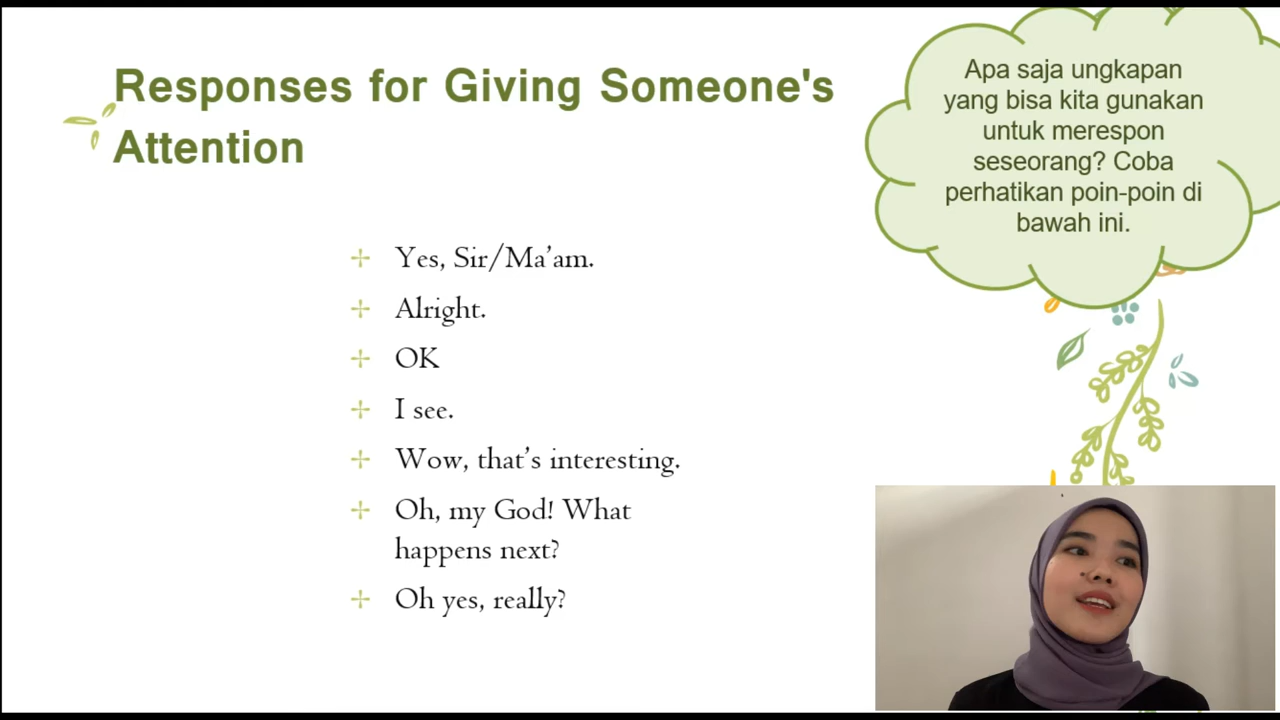 Responses for Giving Someone's
Attention
Apa saja ungkapan
yang bisa kita gunakan
untuk merespon
seseorang? Coba
perhatikan poin-poin di
bawah ini.
Yes, Sir/Ma’am.
Alright.
OK
I see.
Wow, that’s interesting.
Oh, my God! What
happens next?
Oh yes, really?